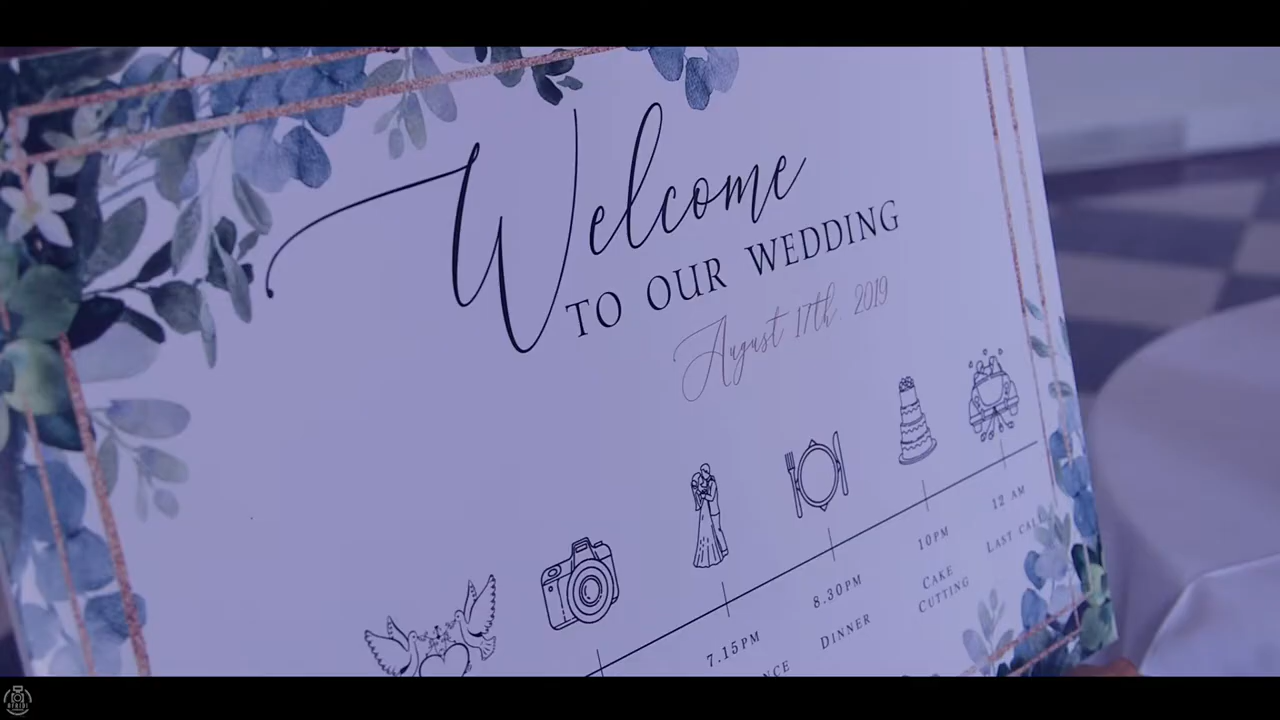 Welcome
TO OUR WEDDING
August 17th, 2019
12 AM
LAST CALL
10PM
CAKE
CUTTING
8.30PM
DINNER
7.15PM